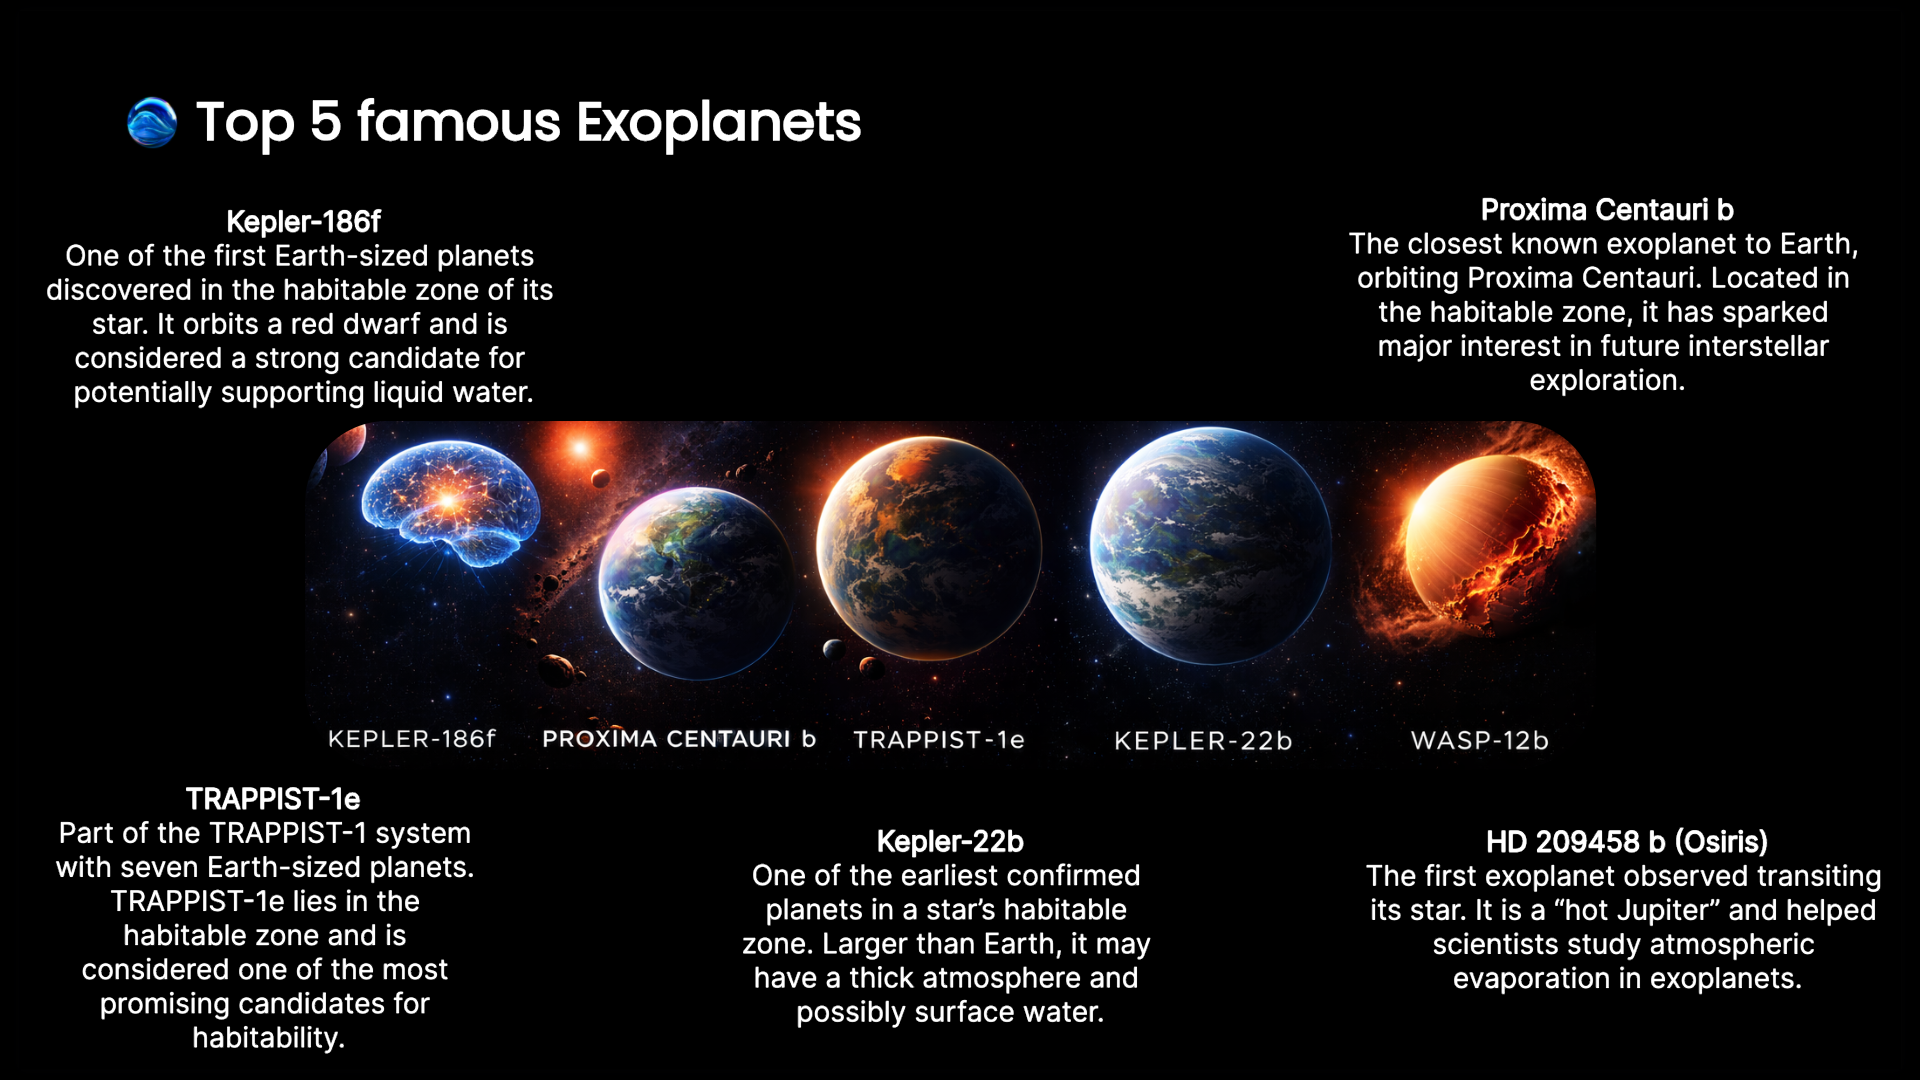 Top 5 famous Exoplanets
Kepler-186f
One of the first Earth-sized planets
discovered in the habitable zone of its
star. It orbits a red dwarf and is
considered a strong candidate for
potentially supporting liquid water.
Proxima Centauri b
The closest known exoplanet to Earth,
orbiting Proxima Centauri. Located in
the habitable zone, it has sparked
major interest in future interstellar
exploration.
KEPLER-186f
PROXIMA CENTAURI b
TRAPPIST-1e
KEPLER-22b
WASP-12b
TRAPPIST-1e
Part of the TRAPPIST-1 system
with seven Earth-sized planets.
TRAPPIST-1e lies in the
habitable zone and is
considered one of the most
promising candidates for
habitability.
Kepler-22b
One of the earliest confirmed
planets in a star’s habitable
zone. Larger than Earth, it may
have a thick atmosphere and
possibly surface water.
HD 209458 b (Osiris)
The first exoplanet observed transiting
its star. It is a “hot Jupiter” and helped
scientists study atmospheric
evaporation in exoplanets.